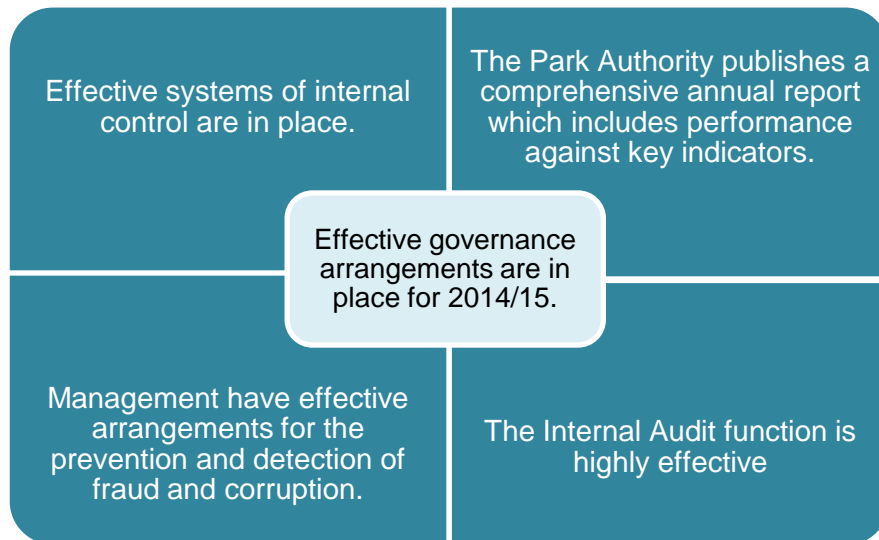 Effective systems of internal
control are in place.
The Park Authority publishes a
comprehensive annual report
which includes performance
against key indicators.
Effective governance
arrangements are in
place for 2014/15.
Management have effective
arrangements for the
prevention and detection of
fraud and corruption.
The Internal Audit function is
highly effective